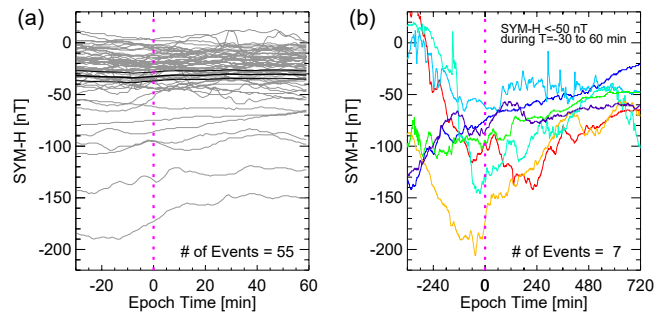 (a)
(b)
0
-50
-100
-150
-200
SYM-H [nT]
# of Events = 55
-20 0 20 40 60
Epoch Time [min]
0
-50
-100
-150
-200
SYM-H [nT]
SYM-H <-50 nT
during T=-30 to 60 min
# of Events = 7
-240 0 240 480 720
Epoch Time [min]